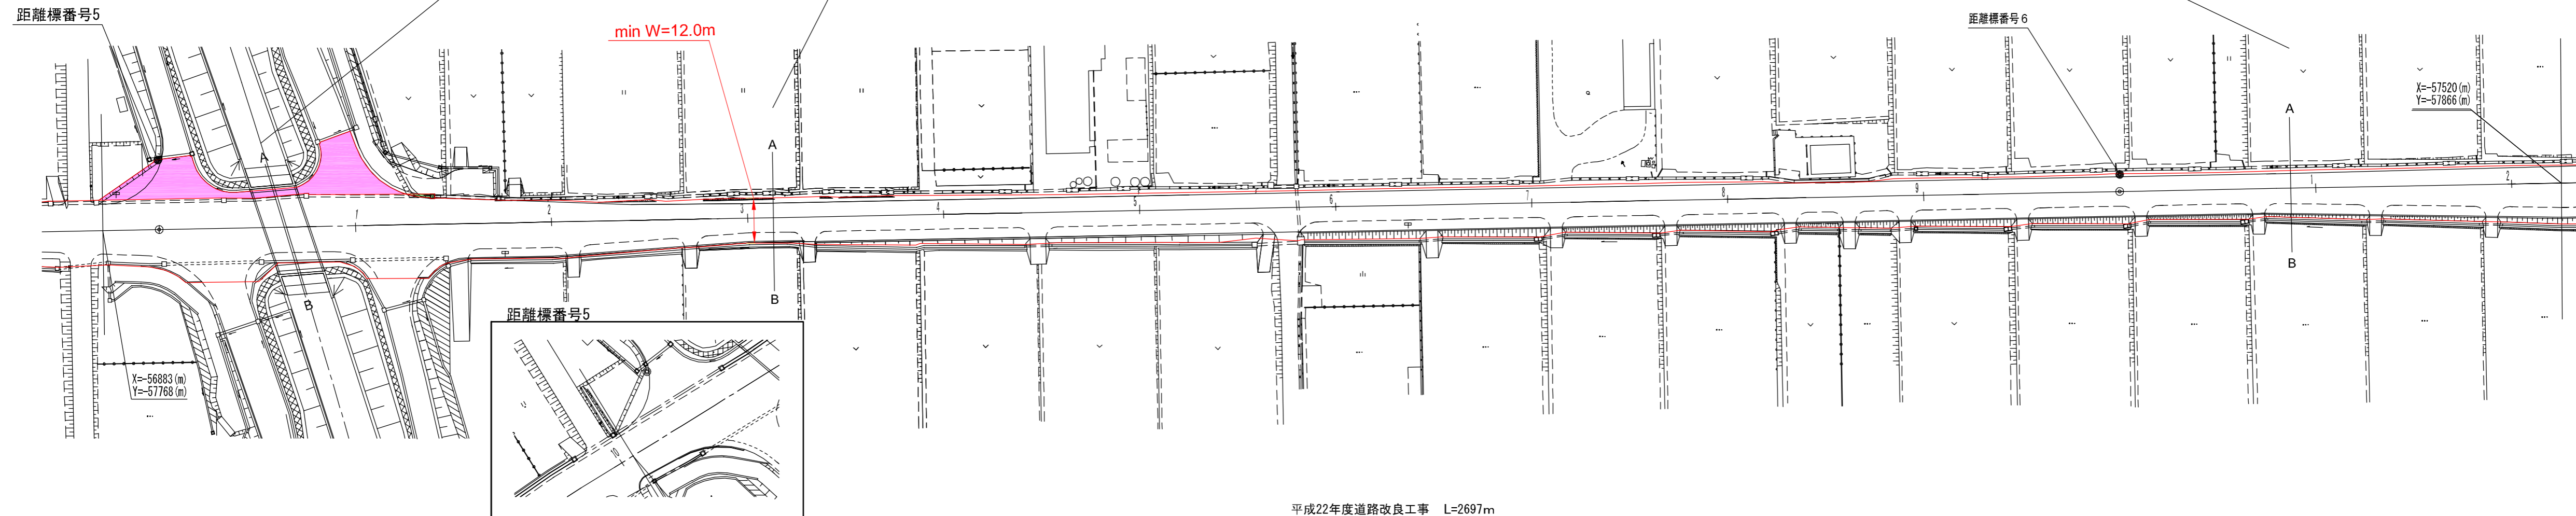 距離標番号5
min W=12.0m
距離標番号6
X=-57520(m)
Y=-57866(m)
A
A
A
1
2
3
4
5
6
7
8
9
1
2
B
B
B
距離標番号5
X=-56883(m)
Y=-57768(m)
10
平成22年度道路改良工事 L=2697m